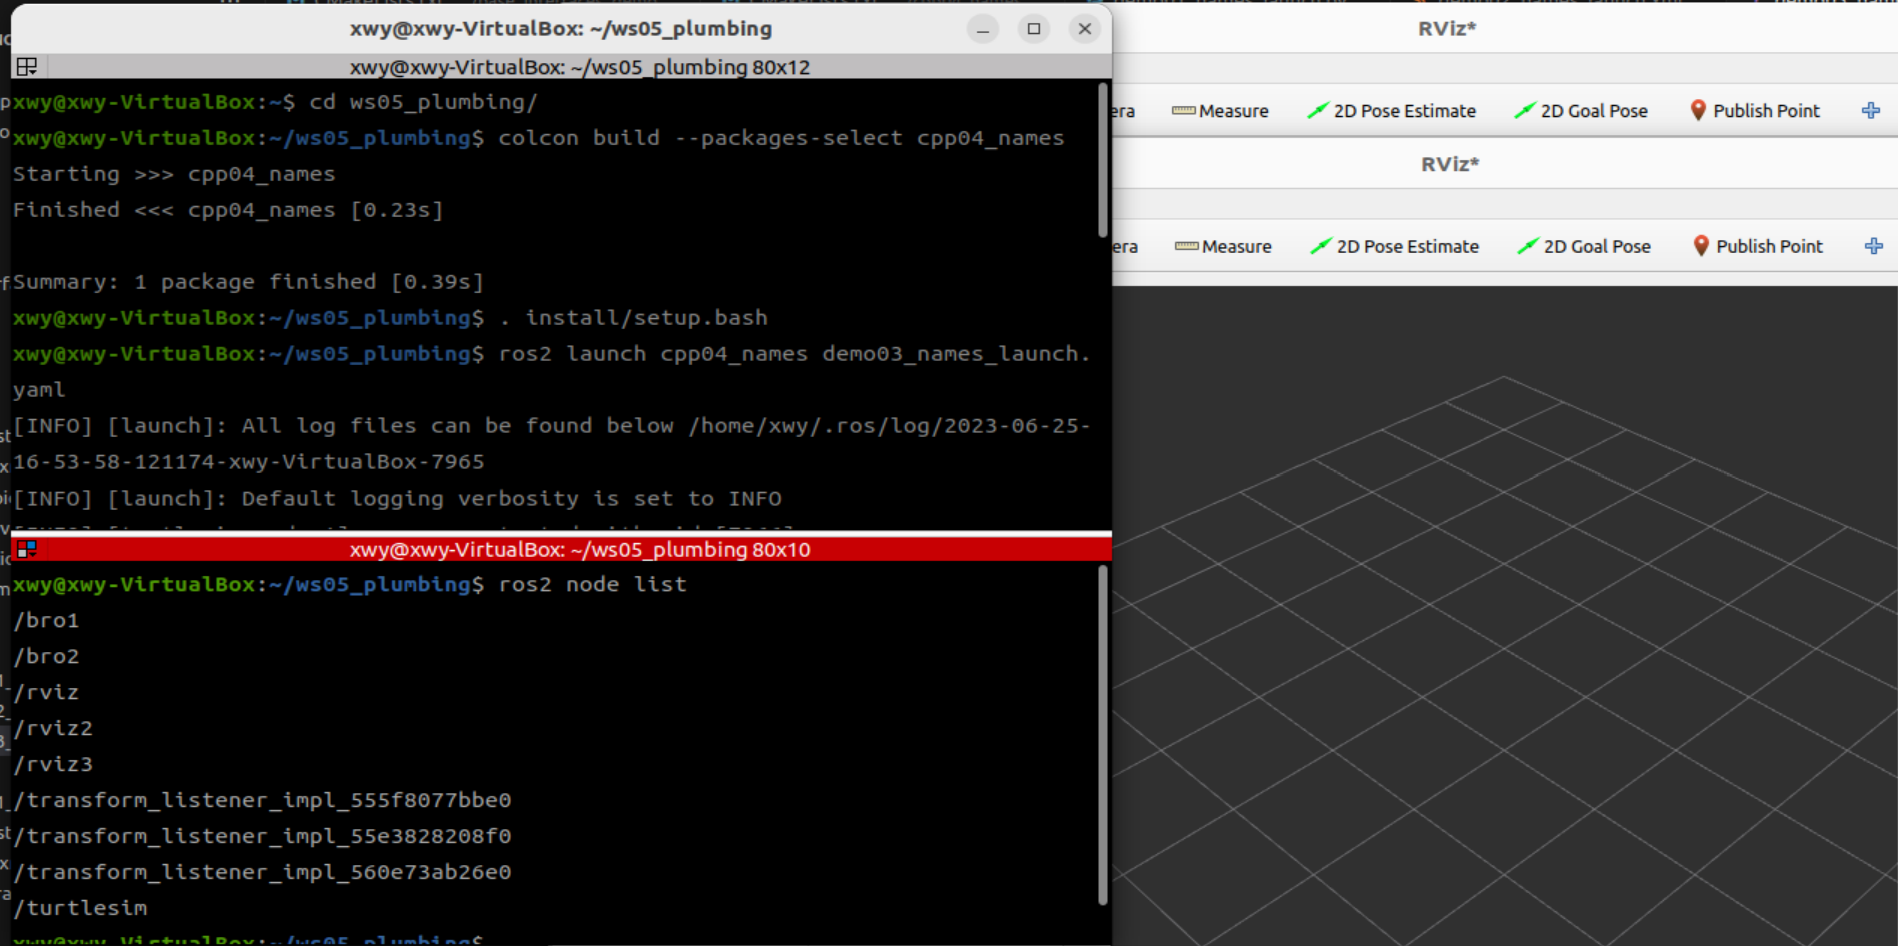 xwy@xwy-VirtualBox: ~/ws05_plumbing
xwy@xwy-VirtualBox: ~/ws05_plumbing 80x12
xwy@xwy-VirtualBox:~$ cd ws05_plumbing/
xwy@xwy-VirtualBox:~/ws05_plumbing$ colcon build --packages-select cpp04_names
Starting >>> cpp04_names
Finished <<< cpp04_names [0.23s]
Summary: 1 package finished [0.39s]
xwy@xwy-VirtualBox:~/ws05_plumbing$ . install/setup.bash
xwy@xwy-VirtualBox:~/ws05_plumbing$ ros2 launch cpp04_names demo03_names_launch.
yaml
[INFO] [launch]: All log files can be found below /home/xwy/.ros/log/2023-06-25-
16-53-58-121174-xwy-VirtualBox-7965
[INFO] [launch]: Default logging verbosity is set to INFO
xwy@xwy-VirtualBox: ~/ws05_plumbing 80x10
xwy@xwy-VirtualBox:~/ws05_plumbing$ ros2 node list
/bro1
/bro2
/rviz
/rviz2
/rviz3
/transform_listener_impl_555f8077bbe0
/transform_listener_impl_55e3828208f0
/transform_listener_impl_560e73ab26e0
/turtlesim
xwy@xwy-VirtualBox:~/ws05_plumbing$
RViz*
era Measure 2D Pose Estimate 2D Goal Pose Publish Point
RViz*
era Measure 2D Pose Estimate 2D Goal Pose Publish Point